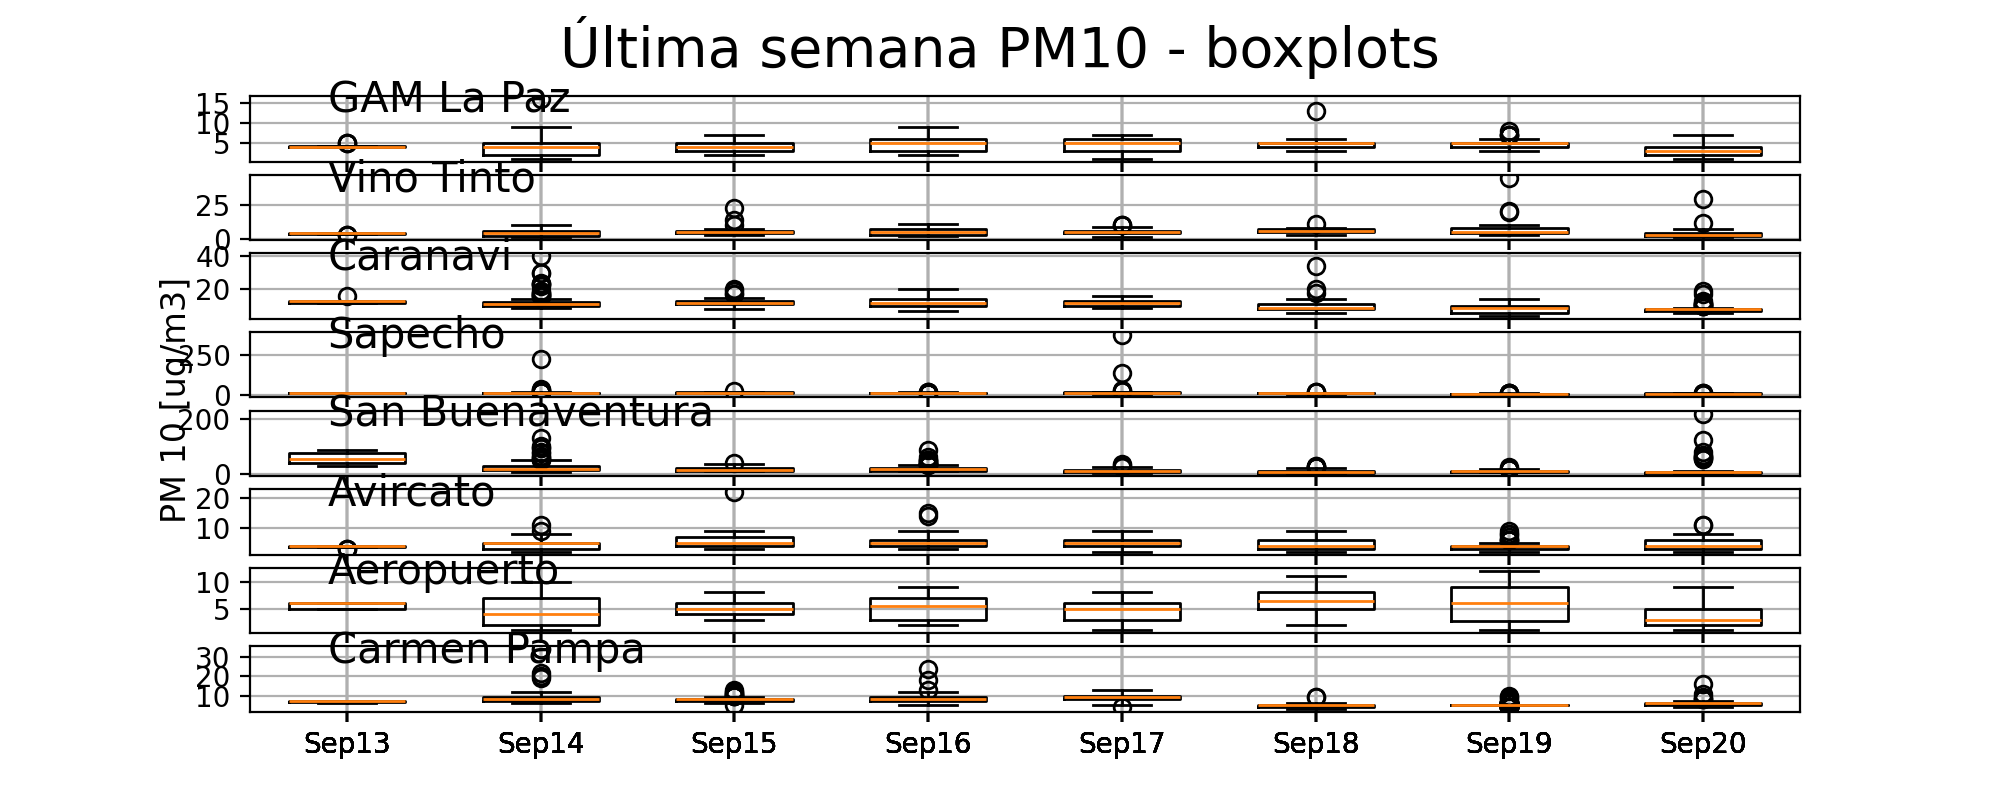 Última semana PM10 - boxplots
GAM La Paz
15
10
5
Vino Tinto
25
0
Caranavi
40
20
Sapecho
250
0
San Buenaventura
200
0
Avircato
20
10
Aeropuerto
10
5
Carmen Pampa
30
20
10
PM 10 [ug/m3]
Sep13 Sep14 Sep15 Sep16 Sep17 Sep18 Sep19 Sep20